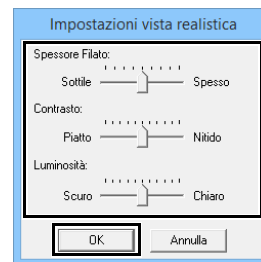 Impostazioni vista realistica
Spessore Filato:
Sottile Spesso
Contrasto:
Piatto Nitido
Luminosità:
Scuro Chiaro
OK Annulla